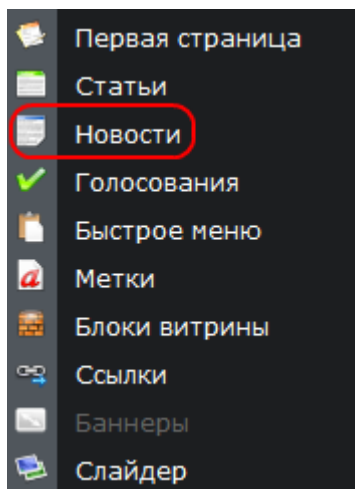 Первая страница
Статьи
Новости
Голосования
Быстрое меню
Метки
Блоки витрины
Ссылки
Баннеры
Слайдер